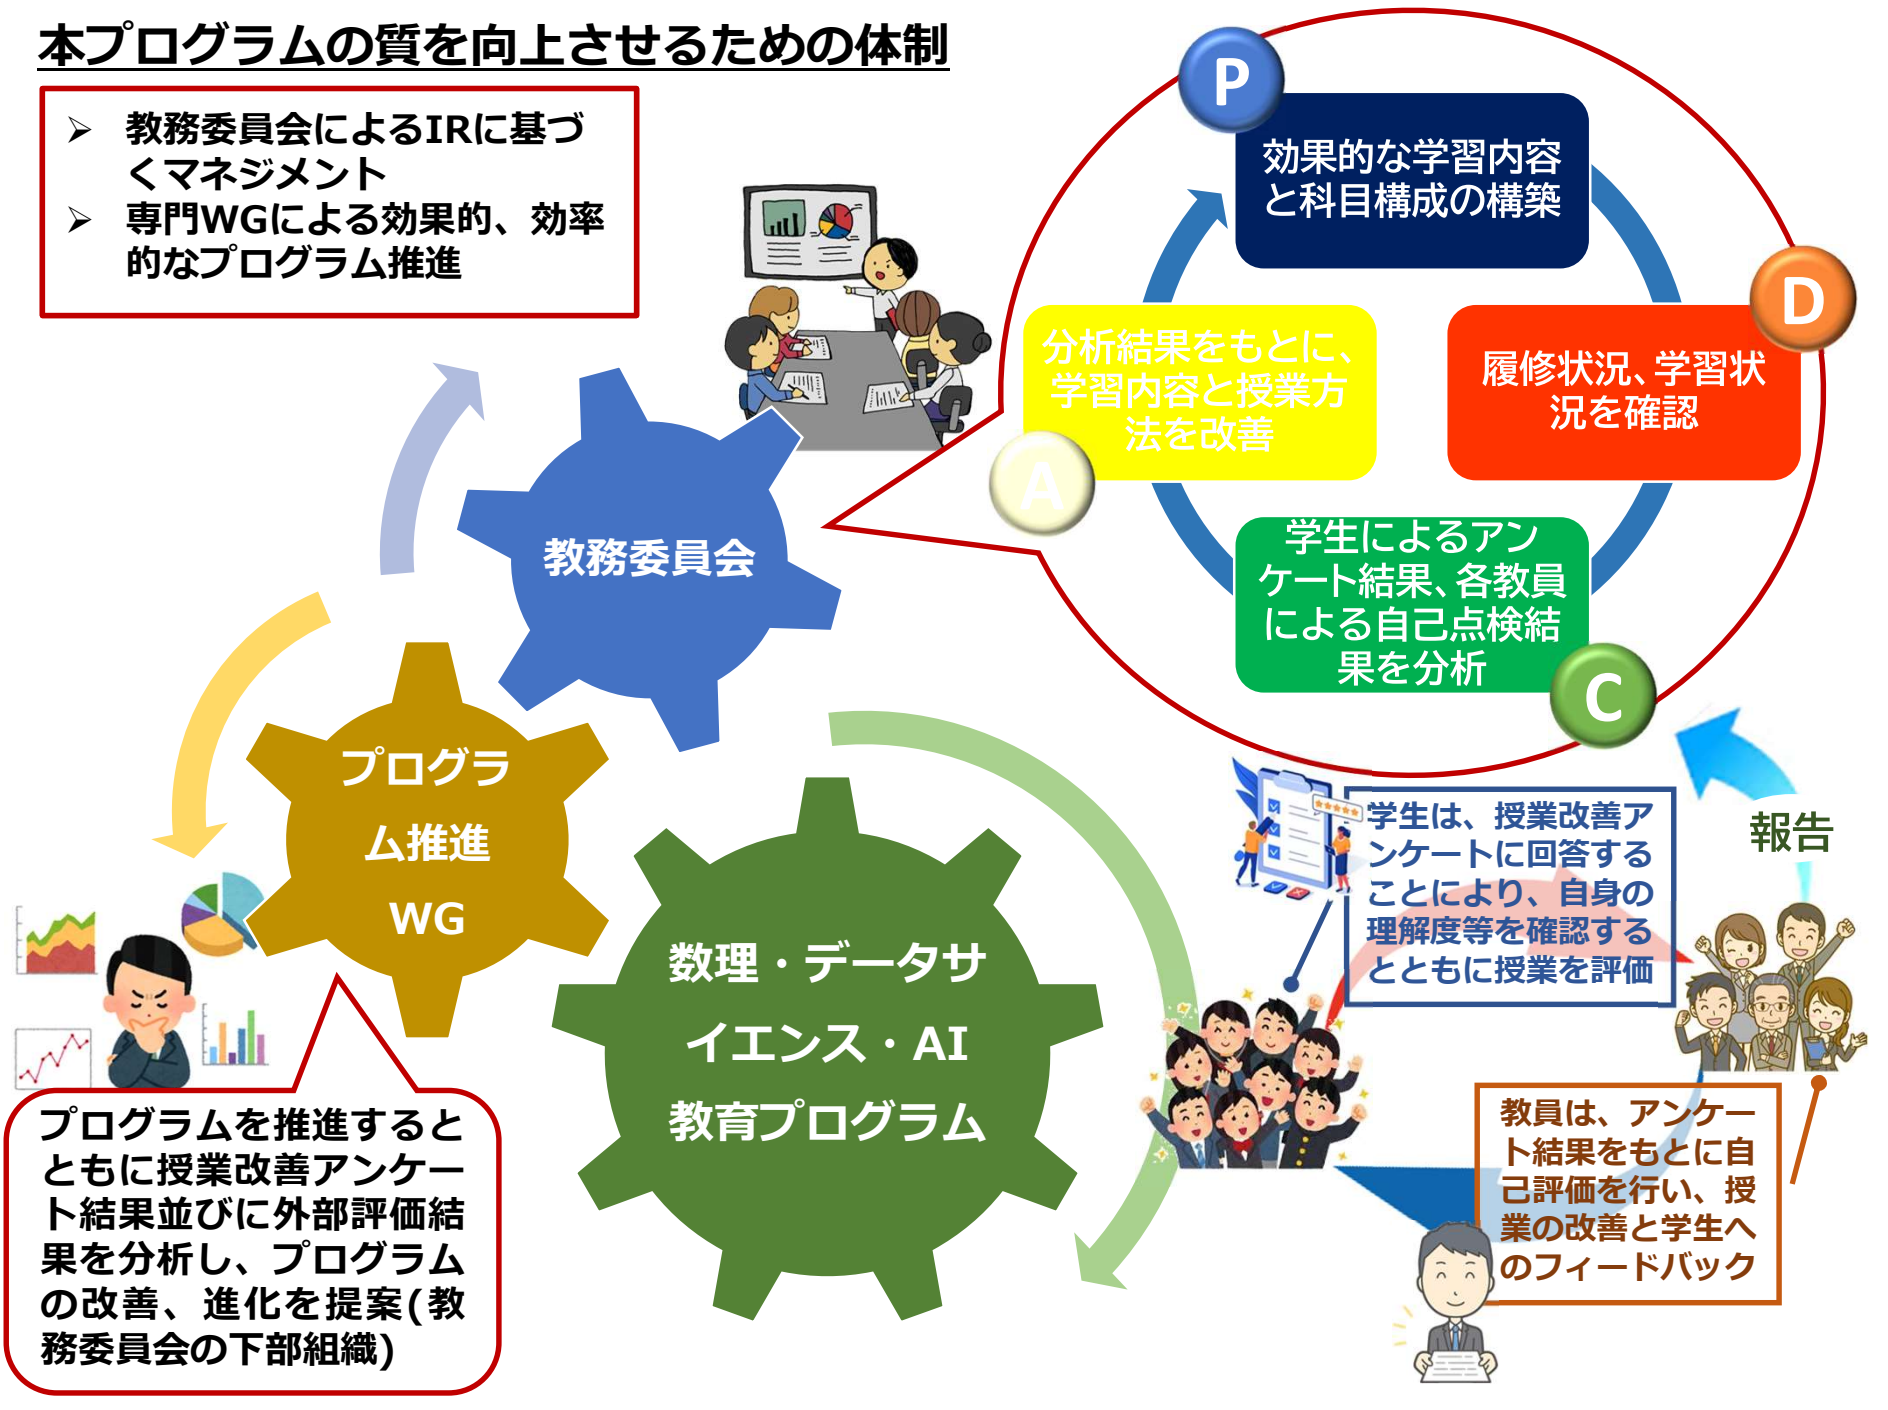 本プログラムの質を向上させるための体制
➢ 教務委員会によるIRに基づ
くマネジメント
➢ 専門WGによる効果的、効率
的なプログラム推進
P
効果的な学習内容
と科目構成の構築
D
履修状況、学習状
況を確認
C
学生によるアン
ケート結果、各教員
による自己点検結
果を分析
A
分析結果をもとに、
学習内容と授業方
法を改善
教務委員会
プログラ
ム推進
WG
数理・データサ
イエンス・AI
教育プログラム
プログラムを推進すると
ともに授業改善アンケー
ト結果並びに外部評価結
果を分析し、プログラム
の改善、進化を提案(教
務委員会の下部組織)
学生は、授業改善ア
ンケートに回答する
ことにより、自身の
理解度等を確認する
とともに授業を評価
報告
教員は、アンケー
ト結果をもとに自
己評価を行い、授
業の改善と学生へ
のフィードバック